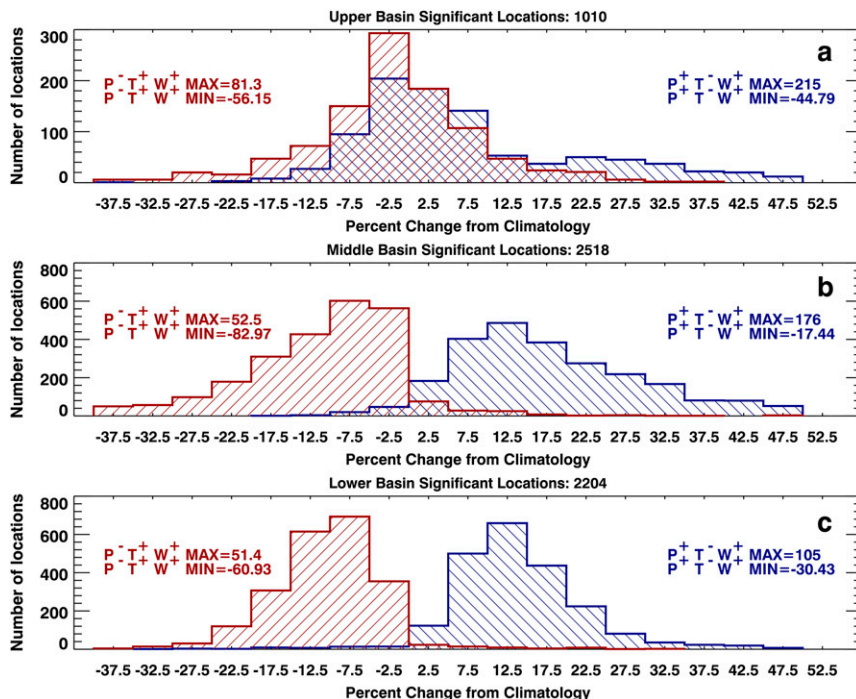 Upper Basin Significant Locations: 1010
Number of locations
300
200
100
0
a
P⁻T⁺W⁺ MAX=81.3
P⁻T⁺W⁺ MIN=-56.15
P⁺T⁻W⁺ MAX=215
P⁺T⁻W⁺ MIN=-44.79
-37.5 -32.5 -27.5 -22.5 -17.5 -12.5 -7.5 -2.5 2.5 7.5 12.5 17.5 22.5 27.5 32.5 37.5 42.5 47.5 52.5
Percent Change from Climatology
Middle Basin Significant Locations: 2518
Number of locations
800
600
400
200
0
b
P⁻T⁺W⁺ MAX=52.5
P⁻T⁺W⁺ MIN=-82.97
P⁺T⁻W⁺ MAX=176
P⁺T⁻W⁺ MIN=-17.44
-37.5 -32.5 -27.5 -22.5 -17.5 -12.5 -7.5 -2.5 2.5 7.5 12.5 17.5 22.5 27.5 32.5 37.5 42.5 47.5 52.5
Percent Change from Climatology
Lower Basin Significant Locations: 2204
Number of locations
800
600
400
200
0
c
P⁻T⁺W⁺ MAX=51.4
P⁻T⁺W⁺ MIN=-60.93
P⁺T⁻W⁺ MAX=105
P⁺T⁻W⁺ MIN=-30.43
-37.5 -32.5 -27.5 -22.5 -17.5 -12.5 -7.5 -2.5 2.5 7.5 12.5 17.5 22.5 27.5 32.5 37.5 42.5 47.5 52.5
Percent Change from Climatology